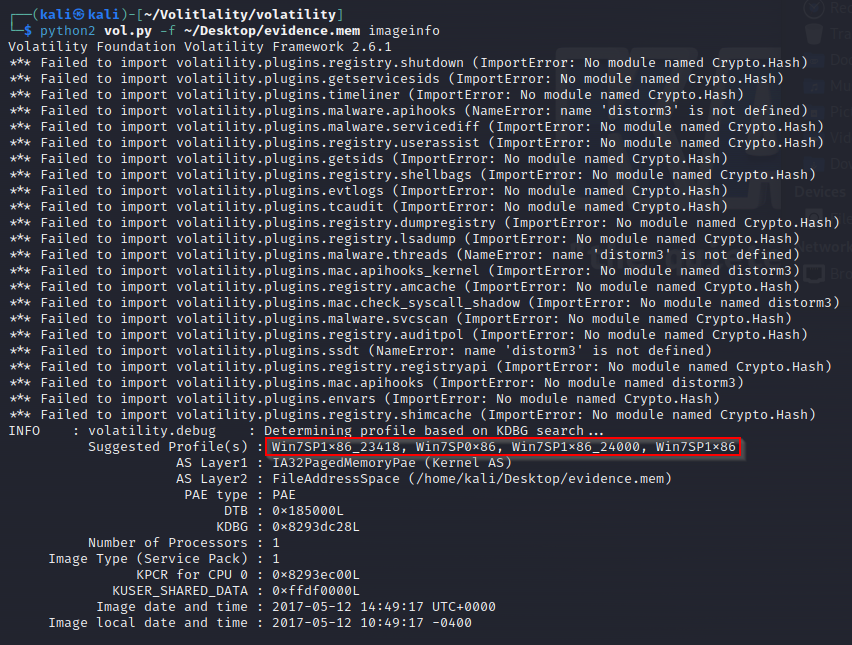 ┌──(kali㉿kali)-[~/Volitlality/volatility]
└─$ python2 vol.py -f ~/Desktop/evidence.mem imageinfo
Volatility Foundation Volatility Framework 2.6.1
*** Failed to import volatility.plugins.registry.shutdown (ImportError: No module named Crypto.Hash)
*** Failed to import volatility.plugins.getservicesids (ImportError: No module named Crypto.Hash)
*** Failed to import volatility.plugins.timeliner (ImportError: No module named Crypto.Hash)
*** Failed to import volatility.plugins.malware.apihooks (NameError: name 'distorm3' is not defined)
*** Failed to import volatility.plugins.malware.servicediff (ImportError: No module named Crypto.Hash)
*** Failed to import volatility.plugins.registry.userassist (ImportError: No module named Crypto.Hash)
*** Failed to import volatility.plugins.getsids (ImportError: No module named Crypto.Hash)
*** Failed to import volatility.plugins.registry.shellbags (ImportError: No module named Crypto.Hash)
*** Failed to import volatility.plugins.evtlogs (ImportError: No module named Crypto.Hash)
*** Failed to import volatility.plugins.tcaudit (ImportError: No module named Crypto.Hash)
*** Failed to import volatility.plugins.registry.dumpregistry (ImportError: No module named Crypto.Hash)
*** Failed to import volatility.plugins.registry.lsadump (ImportError: No module named Crypto.Hash)
*** Failed to import volatility.plugins.malware.threads (NameError: name 'distorm3' is not defined)
*** Failed to import volatility.plugins.mac.apihooks_kernel (ImportError: No module named distorm3)
*** Failed to import volatility.plugins.registry.amcache (ImportError: No module named Crypto.Hash)
*** Failed to import volatility.plugins.mac.check_syscall_shadow (ImportError: No module named distorm3)
*** Failed to import volatility.plugins.malware.svcscan (ImportError: No module named Crypto.Hash)
*** Failed to import volatility.plugins.registry.auditpol (ImportError: No module named Crypto.Hash)
*** Failed to import volatility.plugins.ssdt (NameError: name 'distorm3' is not defined)
*** Failed to import volatility.plugins.registry.registryapi (ImportError: No module named Crypto.Hash)
*** Failed to import volatility.plugins.mac.apihooks (ImportError: No module named distorm3)
*** Failed to import volatility.plugins.envars (ImportError: No module named Crypto.Hash)
*** Failed to import volatility.plugins.registry.shimcache (ImportError: No module named Crypto.Hash)
INFO    : volatility.debug    : Determining profile based on KDBG search...
Suggested Profile(s) : Win7SP1x86_23418, Win7SP0x86, Win7SP1x86_24000, Win7SP1x86
AS Layer1 : IA32PagedMemoryPae (Kernel AS)
AS Layer2 : FileAddressSpace (/home/kali/Desktop/evidence.mem)
PAE type : PAE
DTB : 0x185000L
KDBG : 0x8293dc28L
Number of Processors : 1
Image Type (Service Pack) : 1
KPCR for CPU 0 : 0x8293ec00L
KUSER_SHARED_DATA : 0xffdf0000L
Image date and time : 2017-05-12 14:49:17 UTC+0000
Image local date and time : 2017-05-12 10:49:17 -0400